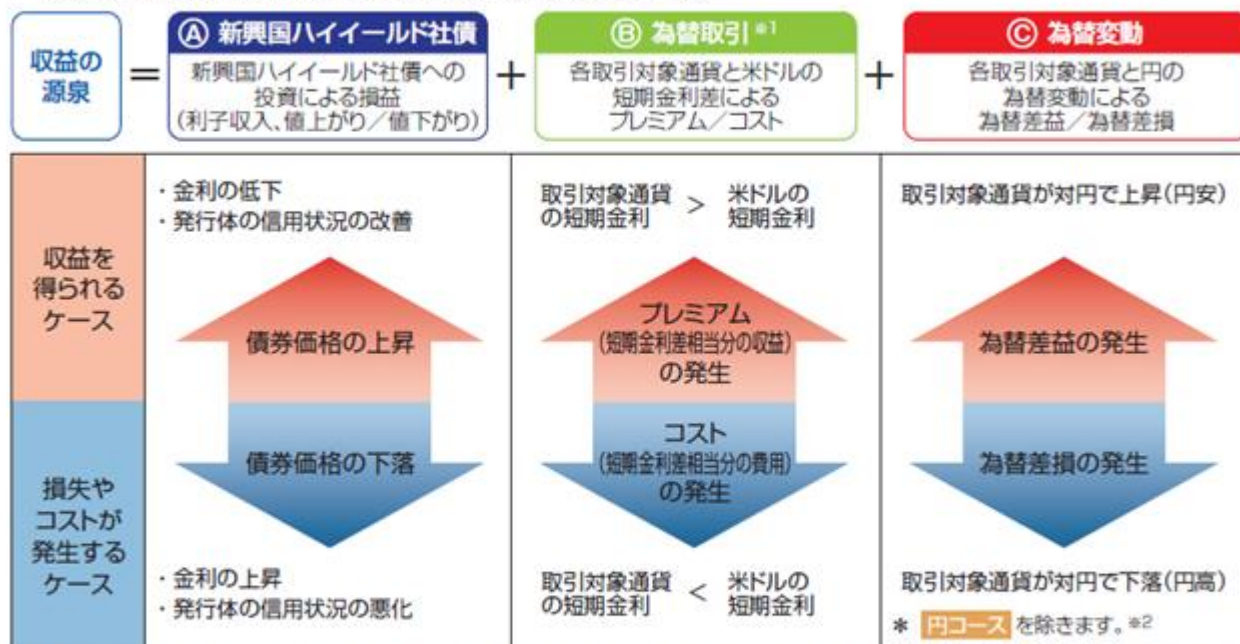 収益の
源泉
=
Ⓐ 新興国ハイイールド社債
新興国ハイイールド社債への
投資による損益
(利子収入、値上がり/値下がり)
+
Ⓑ 為替取引※1
各取引対象通貨と米ドルの
短期金利差による
プレミアム/コスト
+
Ⓒ 為替変動
各取引対象通貨と円の
為替変動による
為替差益/為替差損
収益を
得られる
ケース
・金利の低下
・発行体の信用状況の改善
債券価格の上昇
取引対象通貨
の短期金利
>
米ドルの
短期金利
プレミアム
(短期金利差相当分の収益)
の発生
取引対象通貨が対円で上昇(円安)
為替差益の発生
損失や
コストが
発生する
ケース
債券価格の下落
・金利の上昇
・発行体の信用状況の悪化
コスト
(短期金利差相当分の費用)
の発生
取引対象通貨
の短期金利
<
米ドルの
短期金利
為替差損の発生
取引対象通貨が対円で下落(円高)
* 円コース を除きます。※2